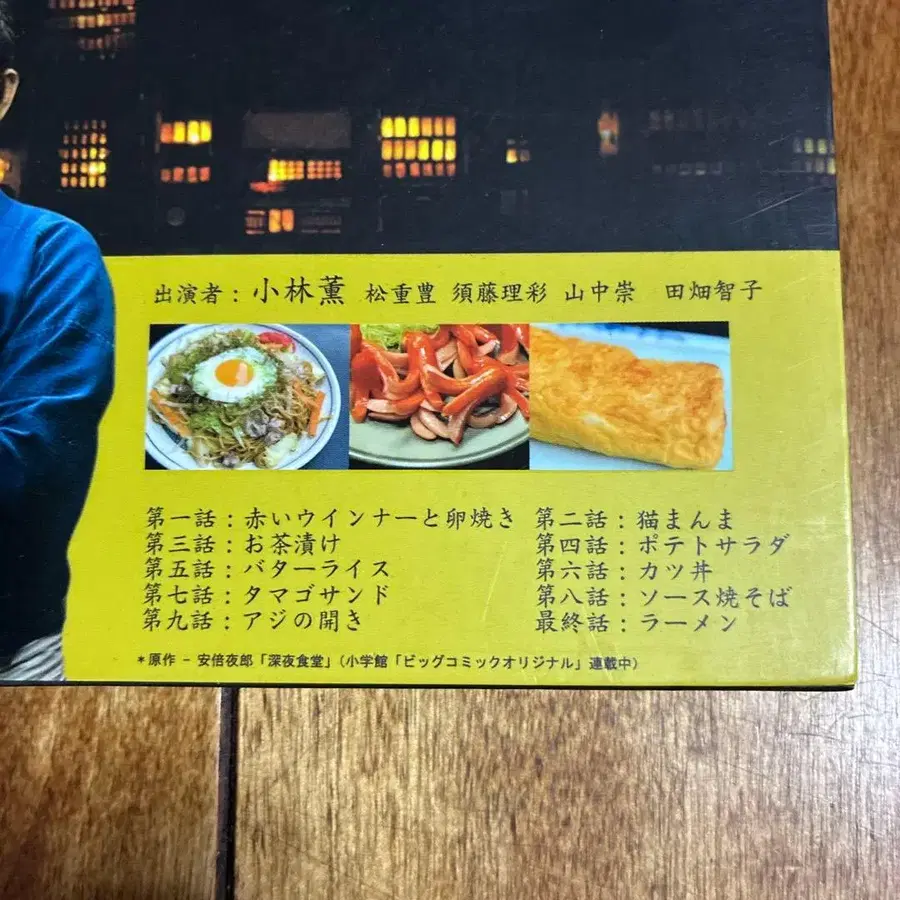 出演者：小林薫 松重豊 須藤理彩 山中崇 田畑智子
第一話：赤いウインナーと卵焼き 第二話：猫まんま
第三話：お茶漬け 第四話：ポテトサラダ
第五話：バターライス 第六話：カツ丼
第七話：タマゴサンド 第八話：ソース焼そば
第九話：アジの開き 最終話：ラーメン
*原作 - 安倍夜郎「深夜食堂」（小学館「ビッグコミックオリジナル」連載中）